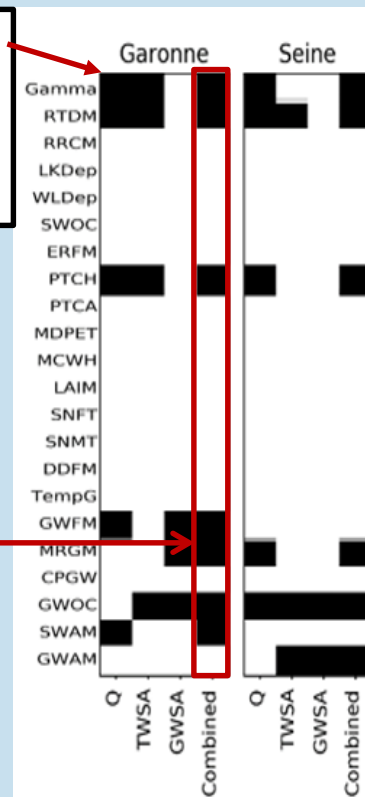 Garonne Seine
Gamma
RTDM
RRCM
LKDep
WLDep
SWOC
ERFM
PTCH
PTCA
MDPET
MCWH
LAIM
SNFT
SNMT
DDFM
TempG
GWFM
MRGM
CPGW
GWOC
SWAM
GWAM
Q TWSA GWSA Combined Q TWSA GWSA Combined